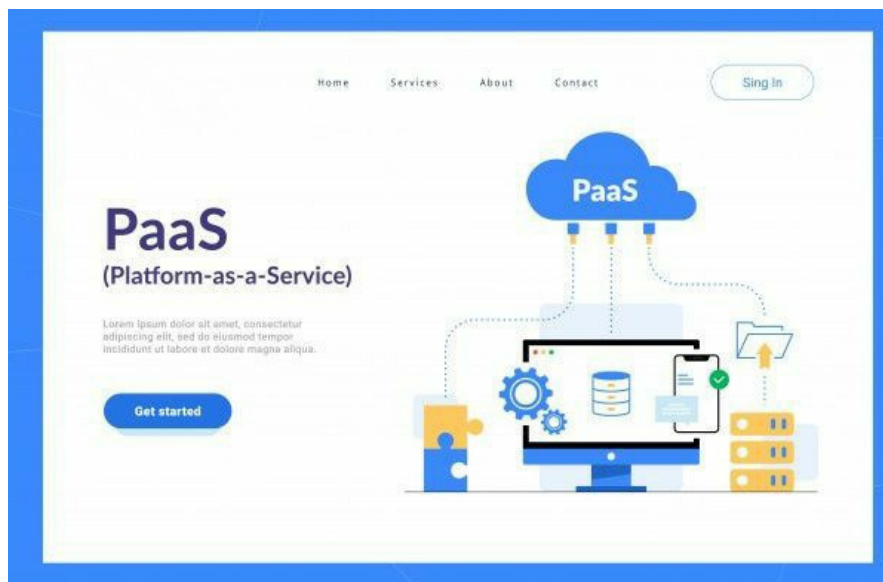 Home Services About Contact Sing In
PaaS
PaaS
(Platform-as-a-Service)
Lorem ipsum dolor sit amet, consectetur
adipiscing elit, sed do eiusmod tempor
incididunt ut labore et dolore magna aliqua.
Get started